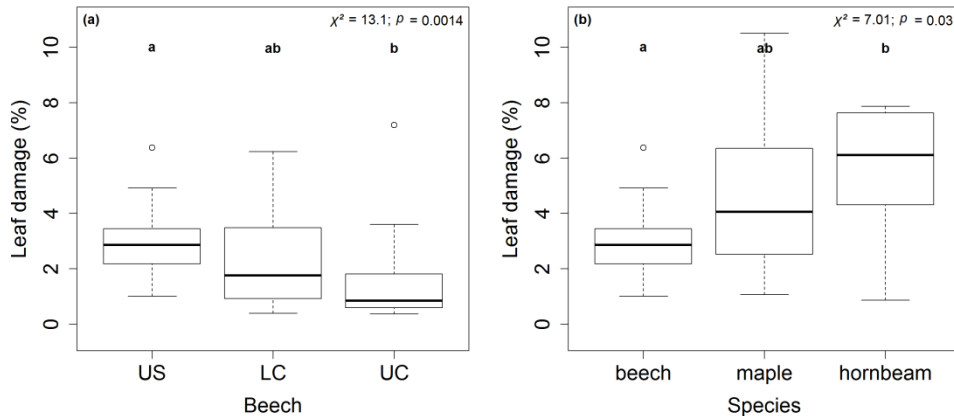 (a)
χ² = 13.1; p = 0.0014
a ab b
Leaf damage (%)
10
8
6
4
2
0
US LC UC
Beech
(b)
χ² = 7.01; p = 0.03
a ab b
Leaf damage (%)
10
8
6
4
2
0
beech maple hornbeam
Species